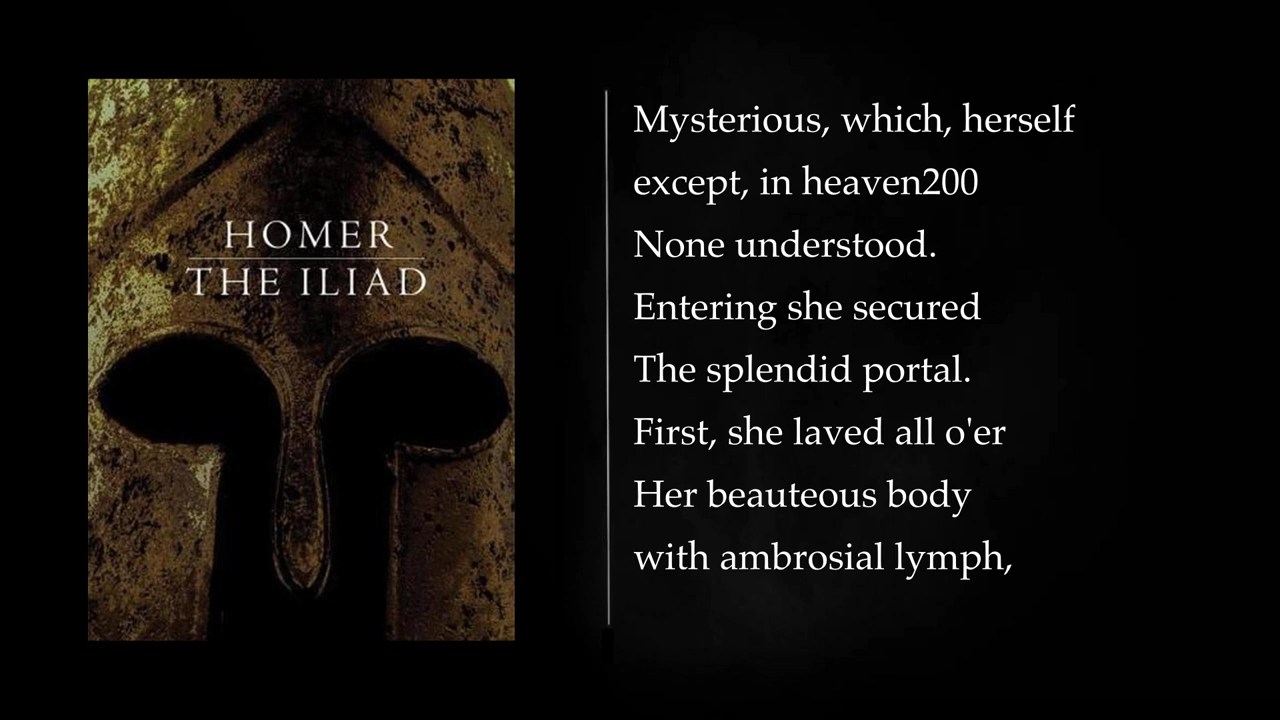 HOMER
THE ILIAD
Mysterious, which, herself
except, in heaven200
None understood.
Entering she secured
The splendid portal.
First, she laved all o'er
Her beauteous body
with ambrosial lymph,